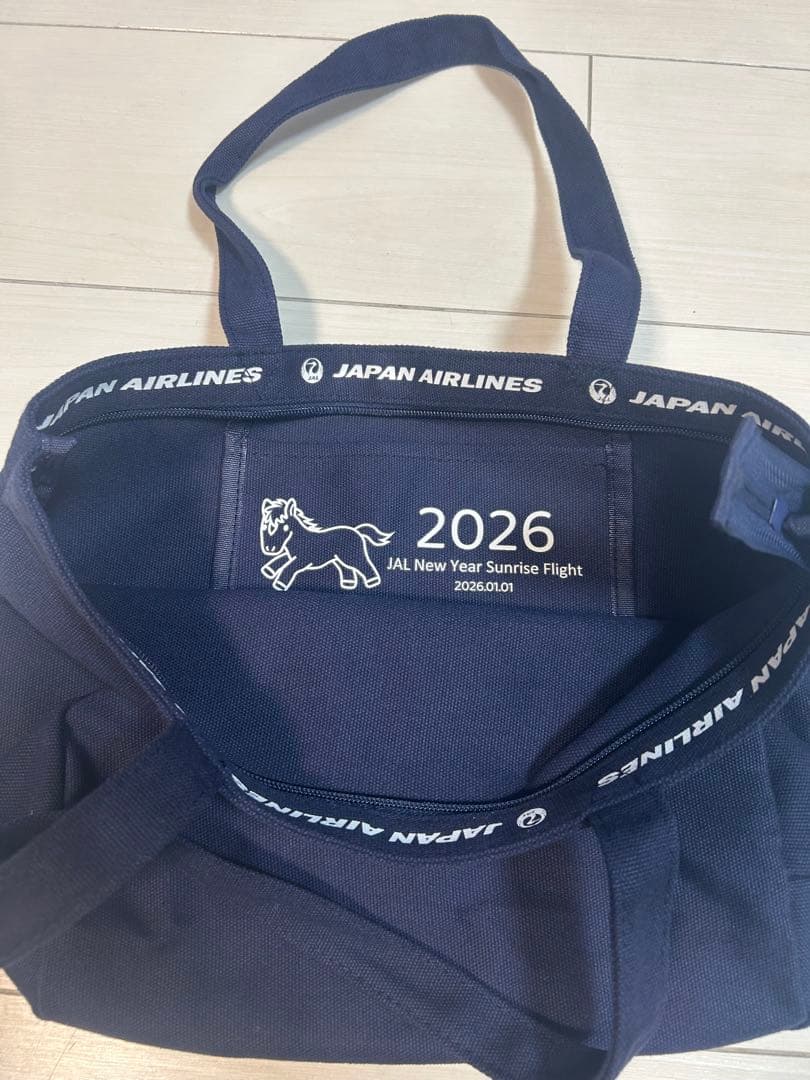 JAPAN AIRLINES JAL JAPAN AIRLINES JAPAN AIRLINES
2026
JAL New Year Sunrise Flight
2026.01.01
JAPAN AIRLINES
JAPAN AIRLINES